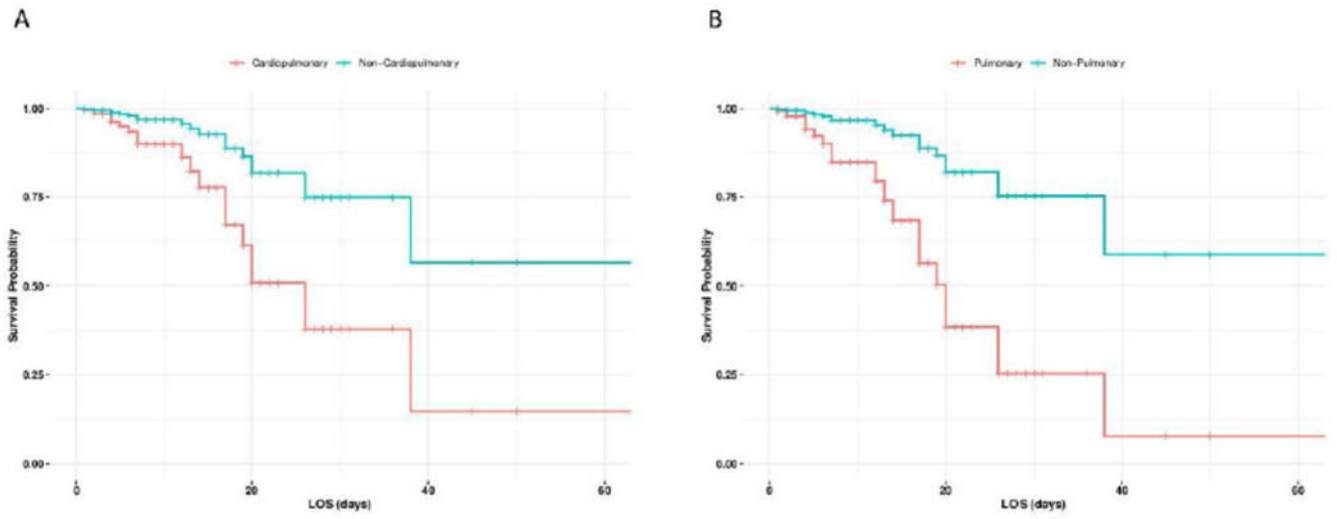 A
B
Cardiopulmonary Non-Cardiopulmonary
Pulmonary Non-Pulmonary
Survival Probability
1.00
0.75
0.50
0.25
0.00
0 20 40 60
LOS (days)
Survival Probability
1.00
0.75
0.50
0.25
0.00
0 20 40 60
LOS (days)